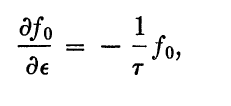 ∂f₀/∂ϵ = − 1/τ f₀,